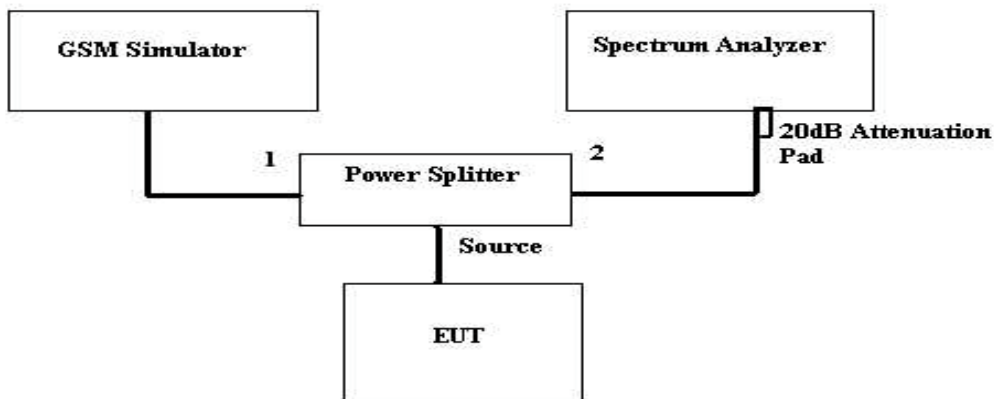 GSM Simulator
Spectrum Analyzer
20dB Attenuation
Pad
1
2
Power Splitter
Source
EUT